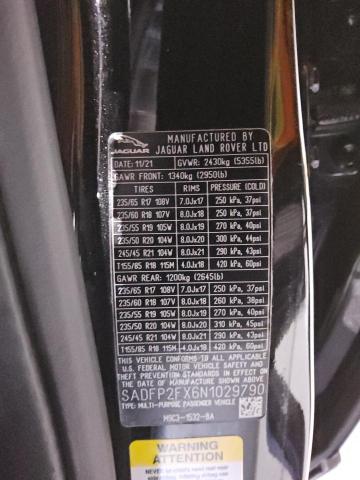 MANUFACTURED BY
JAGUAR JAGUAR LAND ROVER LTD
DATE: 11/21 GVWR: 2430kg (5355lb)
GAWR FRONT: 1340kg (2950lb)
TIRES RIMS PRESSURE (COLD)
235/65 R17 108V 7.0Jx17 250 kPa, 37psi
235/60 R18 107V 8.0Jx18 250 kPa, 37psi
235/55 R19 105W 8.0Jx19 270 kPa, 40psi
235/50 R20 104W 8.0Jx20 300 kPa, 44psi
245/45 R21 104W 8.5Jx21 290 kPa, 43psi
T155/85 R18 115M 4.0Jx18 420 kPa, 60psi
GAWR REAR: 1200kg (2645lb)
235/65 R17 108V 7.0Jx17 250 kPa, 37psi
235/60 R18 107V 8.0Jx18 260 kPa, 38psi
235/55 R19 105W 8.0Jx19 270 kPa, 40psi
235/50 R20 104W 8.0Jx20 310 kPa, 45psi
245/45 R21 104W 8.5Jx21 290 kPa, 43psi
T155/85 R18 115M 4.0Jx18 420 kPa, 60psi
THIS VEHICLE CONFORMS TO ALL APPLICABLE
U.S. FEDERAL MOTOR VEHICLE SAFETY
STANDARDS IN EFFECT ON THE DATE OF
MANUFACTURE SHOWN ABOVE
SADFP2FX6N1029790
TYPE: MULTI-PURPOSE PASSENGER VEHICLE
M9C3-1532-BA
WARNING
ATTENTION